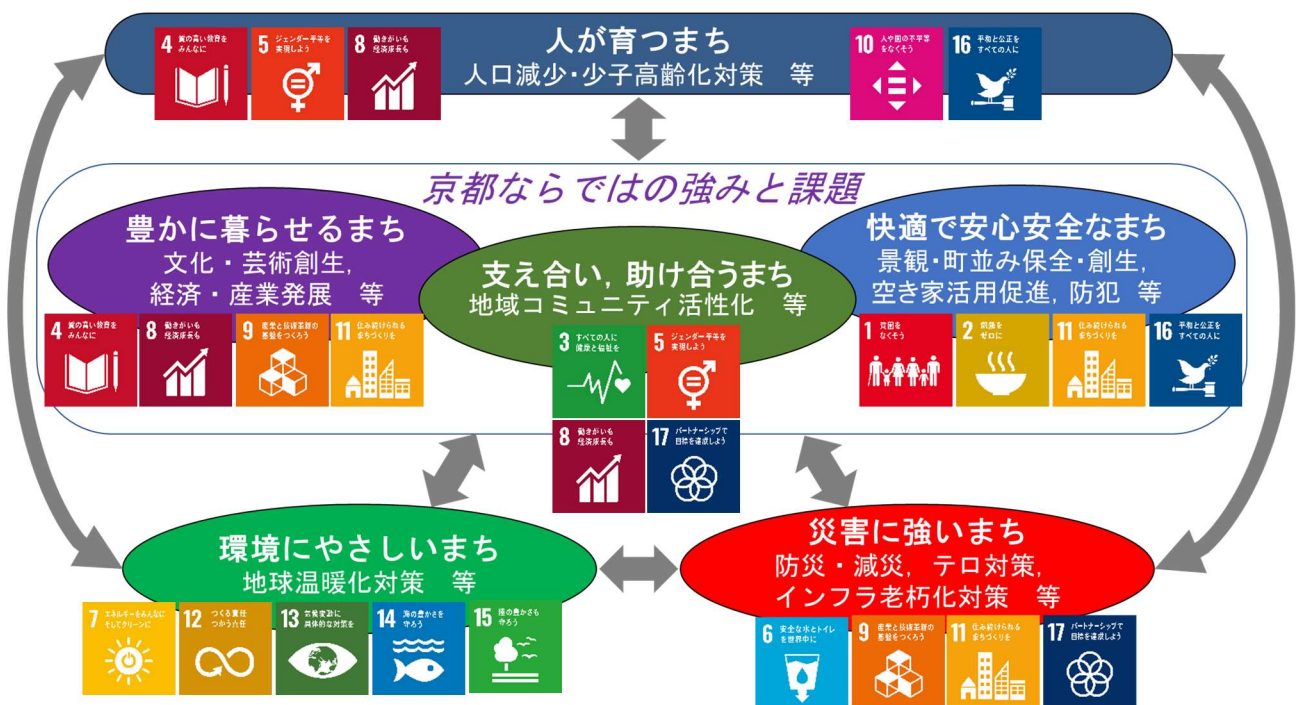 人が育つまち
人口減少・少子高齢化対策 等
4 質の高い教育を
みんなに
5 ジェンダー平等を
実現しよう
8 働きがいも
経済成長も
10 人や国の不平等
をなくそう
16 平和と公正を
すべての人に
京都ならではの強みと課題
豊かに暮らせるまち
文化・芸術創生,
経済・産業発展 等
4 質の高い教育を
みんなに
8 働きがいも
経済成長も
9 産業と技術革新の
基盤をつくろう
11 住み続けられる
まちづくりを
支え合い, 助け合うまち
地域コミュニティ活性化 等
3 すべての人に
健康と福祉を
5 ジェンダー平等を
実現しよう
8 働きがいも
経済成長も
17 パートナーシップで
目標を達成しよう
快適で安心安全なまち
景観・町並み保全・創生,
空き家活用促進, 防犯 等
1 貧困を
なくそう
2 飢餓を
ゼロに
11 住み続けられる
まちづくりを
16 平和と公正を
すべての人に
環境にやさしいまち
地球温暖化対策 等
7 エネルギーをみんなに
そしてクリーンに
12 つくる責任
つかう責任
13 気候変動に
具体的な対策を
14 海の豊かさを
守ろう
15 陸の豊かさも
守ろう
災害に強いまち
防災・減災, テロ対策,
インフラ老朽化対策 等
6 安全な水とトイレ
を世界中に
9 産業と技術革新の
基盤をつくろう
11 住み続けられる
まちづくりを
17 パートナーシップで
目標を達成しよう